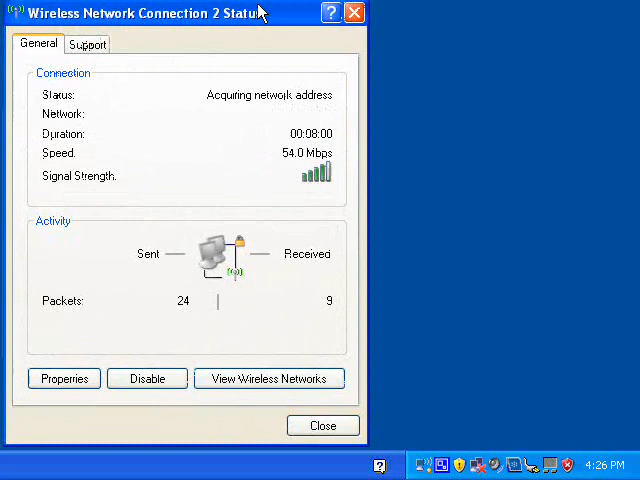 Wireless Network Connection 2 Status
General
Support
Connection
Status: Acquiring network address
Network:
Duration: 00:08:00
Speed: 54.0 Mbps
Signal Strength:
Activity
Sent — — Received
Packets: 24 | 9
Properties Disable View Wireless Networks
Close
4:26 PM